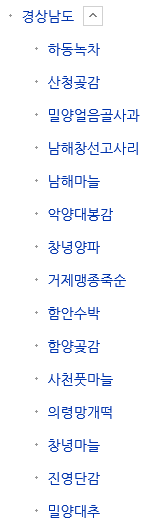 경상남도
하동녹차
산청곶감
밀양얼음골사과
남해창선고사리
남해마늘
악양대봉감
창녕양파
거제맹종죽순
함안수박
함양곶감
사천풋마늘
의령망개떡
창녕마늘
진영단감
밀양대추